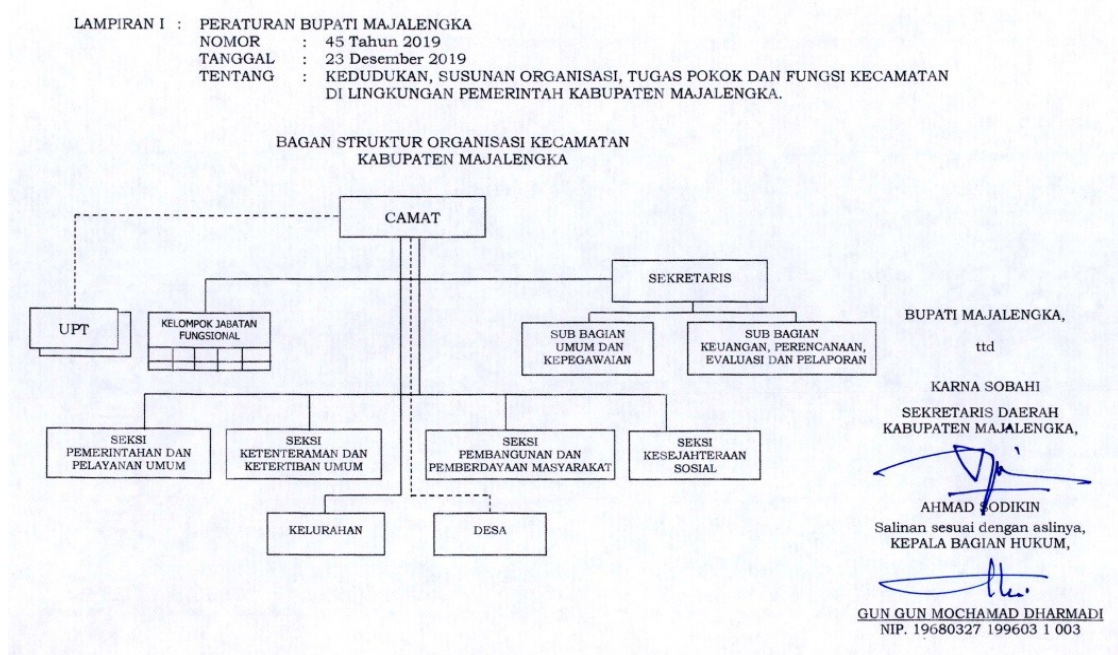 LAMPIRAN I : PERATURAN BUPATI MAJALENGKA
NOMOR : 45 Tahun 2019
TANGGAL : 23 Desember 2019
TENTANG : KEDUDUKAN, SUSUNAN ORGANISASI, TUGAS POKOK DAN FUNGSI KECAMATAN
DI LINGKUNGAN PEMERINTAH KABUPATEN MAJALENGKA.
BAGAN STRUKTUR ORGANISASI KECAMATAN
KABUPATEN MAJALENGKA
CAMAT
SEKRETARIS
UPT
KELOMPOK JABATAN
FUNGSIONAL
SUB BAGIAN
UMUM DAN
KEPEGAWAIAN
SUB BAGIAN
KEUANGAN, PERENCANAAN,
EVALUASI DAN PELAPORAN
SEKSI
PEMERINTAHAN DAN
PELAYANAN UMUM
SEKSI
KETENTERAMAN DAN
KETERTIBAN UMUM
SEKSI
PEMBANGUNAN DAN
PEMBERDAYAAN MASYARAKAT
SEKSI
KESEJAHTERAAN
SOSIAL
KELURAHAN
DESA
BUPATI MAJALENGKA,
ttd
KARNA SOBAHI
SEKRETARIS DAERAH
KABUPATEN MAJALENGKA,
AHMAD SODIKIN
Salinan sesuai dengan aslinya,
KEPALA BAGIAN HUKUM,
GUN GUN MOCHAMAD DHARMADI
NIP. 19680327 199603 1 003